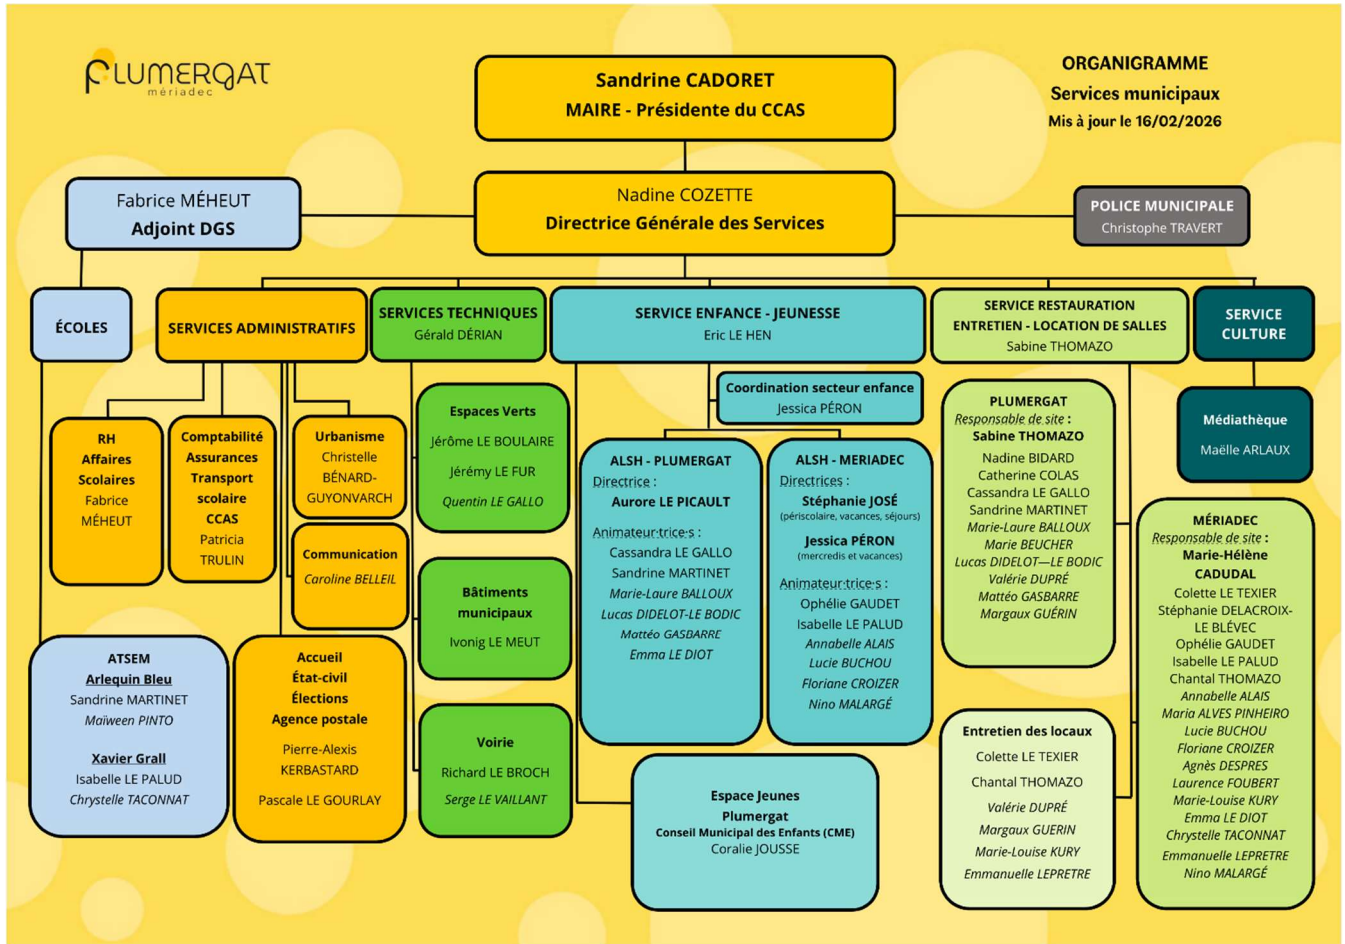 PLUMERGAT
mériadec
Sandrine CADORET
MAIRE - Présidente du CCAS
ORGANIGRAMME
Services municipaux
Mis à jour le 16/02/2026
Fabrice MÉHEUT
Adjoint DGS
Nadine COZETTE
Directrice Générale des Services
POLICE MUNICIPALE
Christophe TRAVERT
ÉCOLES
SERVICES ADMINISTRATIFS
SERVICES TECHNIQUES
Gérald DÉRIAN
SERVICE ENFANCE - JEUNESSE
Eric LE HEN
SERVICE RESTAURATION
ENTRETIEN - LOCATION DE SALLES
Sabine THOMAZO
SERVICE
CULTURE
RH
Affaires
Scolaires
Fabrice
MÉHEUT
Comptabilité
Assurances
Transport
scolaire
CCAS
Patricia
TRULIN
Urbanisme
Christelle
BÉNARD-
GUYONVARCH
Communication
Caroline BELLEIL
ATSEM
Arlequin Bleu
Sandrine MARTINET
Maïween PINTO
Xavier Grall
Isabelle LE PALUD
Chrystelle TACONNAT
Accueil
État-civil
Élections
Agence postale
Pierre-Alexis
KERBASTARD
Pascale LE GOURLAY
Espaces Verts
Jérôme LE BOULAIRE
Jérémy LE FUR
Quentin LE GALLO
Bâtiments
municipaux
Ivonig LE MEUT
Voirie
Richard LE BROCH
Serge LE VAILLANT
Coordination secteur enfance
Jessica PÉRON
ALSH - PLUMERGAT
Directrice :
Aurore LE PICAULT
Animateur·trice·s :
Cassandra LE GALLO
Sandrine MARTINET
Marie-Laure BALLOUX
Lucas DIDELOT-LE BODIC
Mattéo GASBARRE
Emma LE DIOT
ALSH - MERIADEC
Directrices :
Stéphanie JOSÉ
(périscolaire, vacances, séjours)
Jessica PÉRON
(mercredis et vacances)
Animateur·trice·s :
Ophélie GAUDET
Isabelle LE PALUD
Annabelle ALAIS
Lucie BUCHOU
Floriane CROIZER
Nino MALARGÉ
Espace Jeunes
Plumergat
Conseil Municipal des Enfants (CME)
Coralie JOUSSE
PLUMERGAT
Responsable de site :
Sabine THOMAZO
Nadine BIDARD
Catherine COLAS
Cassandra LE GALLO
Sandrine MARTINET
Marie-Laure BALLOUX
Marie BEUCHER
Lucas DIDELOT—LE BODIC
Valérie DUPRÉ
Mattéo GASBARRE
Margaux GUÉRIN
Entretien des locaux
Colette LE TEXIER
Chantal THOMAZO
Valérie DUPRÉ
Margaux GUERIN
Marie-Louise KURY
Emmanuelle LEPRETRE
Médiathèque
Maëlle ARLAUX
MÉRIADEC
Responsable de site :
Marie-Hélène
CADUDAL
Colette LE TEXIER
Stéphanie DELACROIX-
LE BLÉVEC
Ophélie GAUDET
Isabelle LE PALUD
Chantal THOMAZO
Annabelle ALAIS
Maria ALVES PINHEIRO
Lucie BUCHOU
Floriane CROIZER
Agnès DESPRES
Laurence FOUBERT
Marie-Louise KURY
Emma LE DIOT
Chrystelle TACONNAT
Emmanuelle LEPRETRE
Nino MALARGÉ